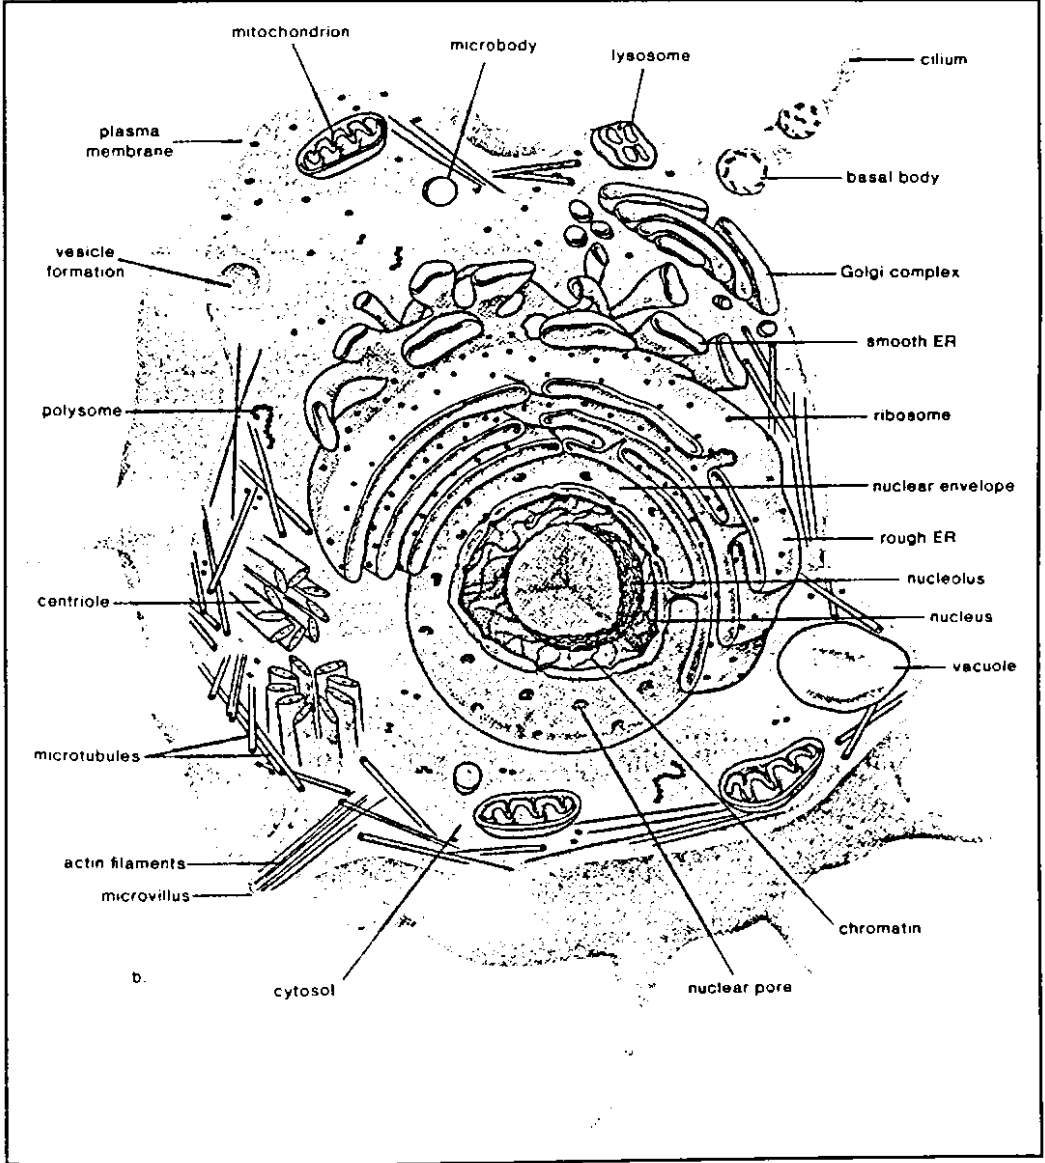 mitochondrion
microbody
lysosome
cilium
plasma
membrane
basal body
vesicle
formation
Golgi complex
smooth ER
polysome
ribosome
nuclear envelope
rough ER
nucleolus
centriole
nucleus
vacuole
microtubules
actin filaments
microvillus
chromatin
b.
cytosol
nuclear pore